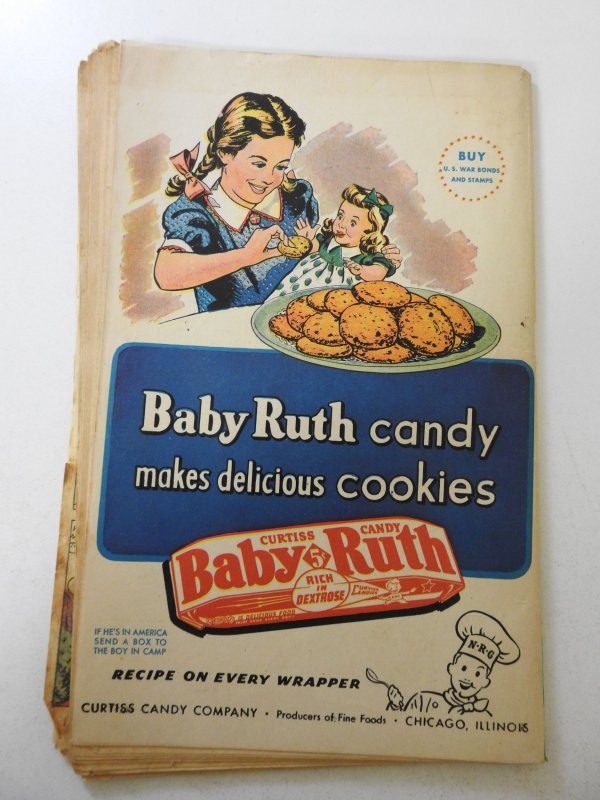 BUY
U. S. WAR BONDS
AND STAMPS
Baby Ruth candy
makes delicious cookies
CURTISS CANDY
Baby Ruth
5¢
RICH
IN
DEXTROSE
CURTISS
CANDIES
IF HE'S IN AMERICA
SEND A BOX TO
THE BOY IN CAMP
N-R-G
RECIPE ON EVERY WRAPPER
CURTISS CANDY COMPANY • Producers of Fine Foods • CHICAGO, ILLINOIS